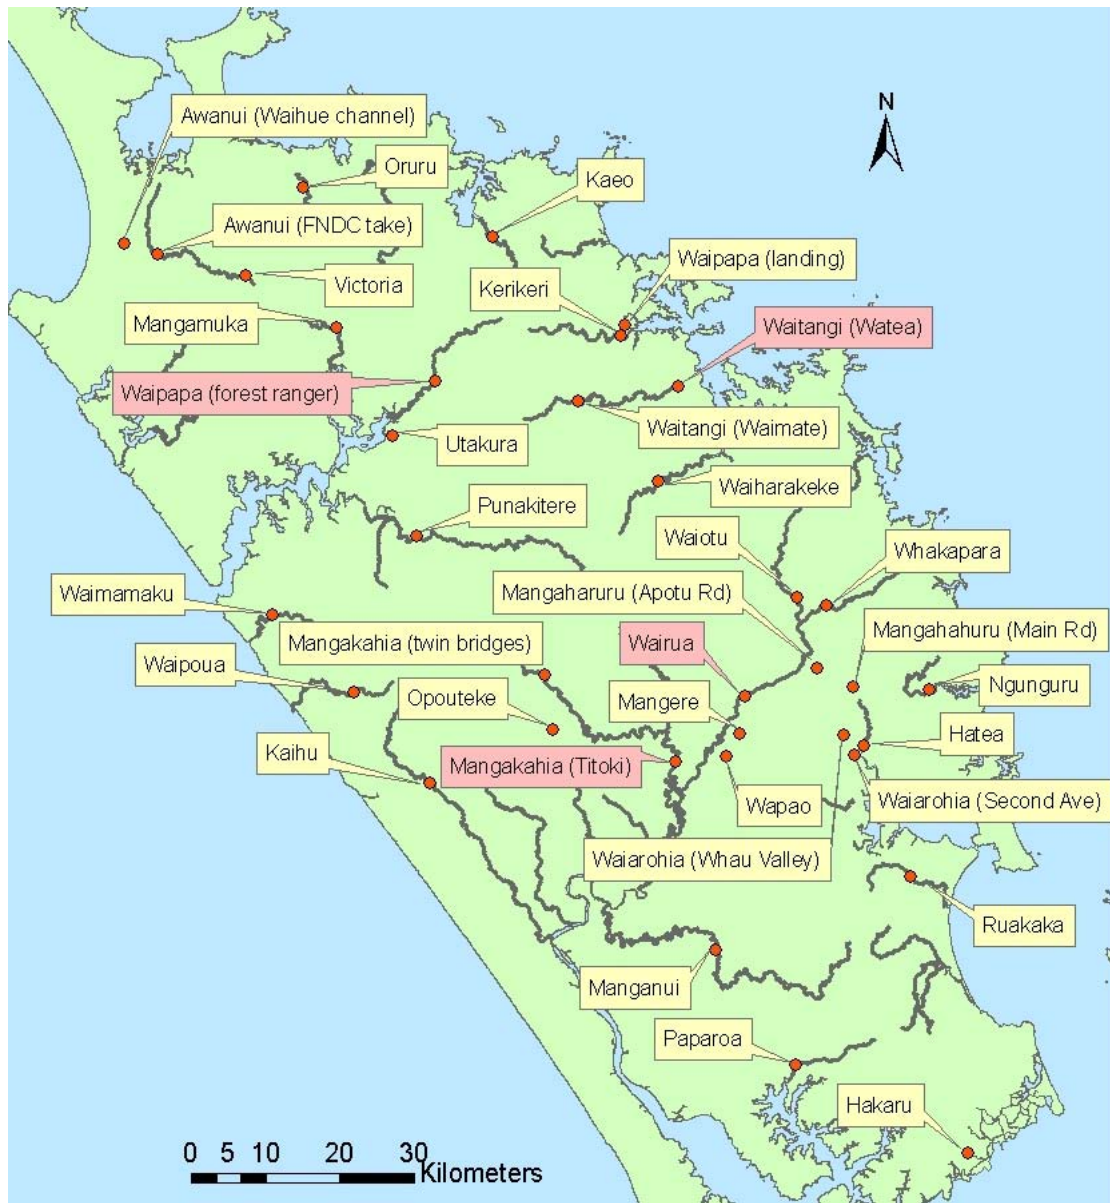 N
Awanui (Waihue channel)
Oruru
Kaeo
Awanui (FNDC take)
Waipapa (landing)
Victoria
Kerikeri
Mangamuka
Waitangi (Watea)
Waipapa (forest ranger)
Waitangi (Waimate)
Utakura
Waiharakeke
Punakitere
Waiotu
Whakapara
Waimamaku
Mangaharuru (Apotu Rd)
Mangahahuru (Main Rd)
Mangakahia (twin bridges)
Wairua
Waipoua
Ngunguru
Opouteke
Mangere
Hatea
Kaihu
Mangakahia (Titoki)
Wapao
Waiarohia (Second Ave)
Waiarohia (Whau Valley)
Ruakaka
Manganui
Paparoa
Hakaru
0 5 10 20 30
Kilometers